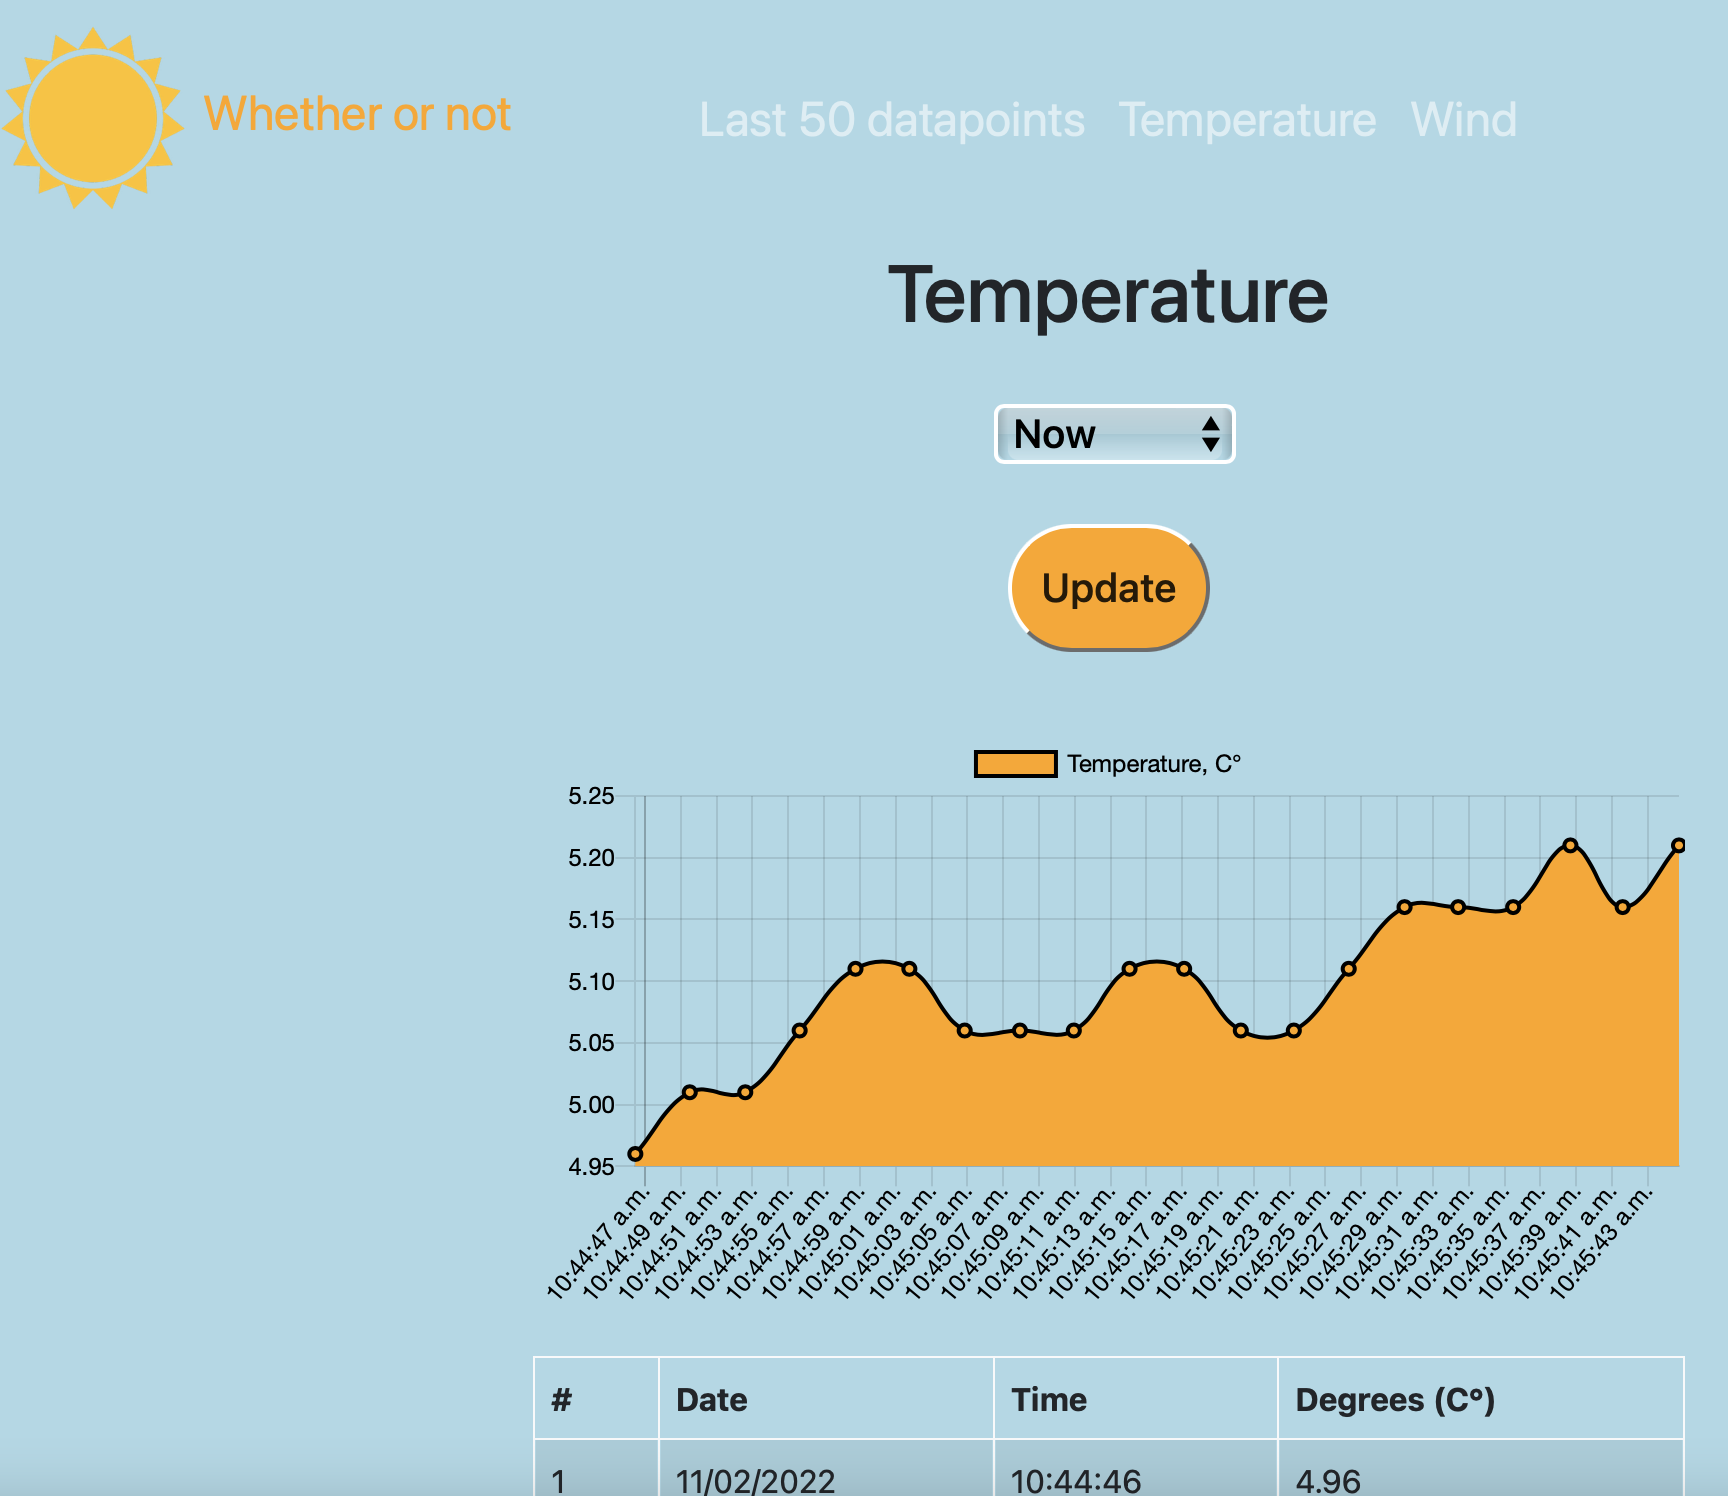 Whether or not
Last 50 datapoints Temperature Wind
Temperature
Now
Update
Temperature, C°
5.25
5.20
5.15
5.10
5.05
5.00
4.95
10:44:47 a.m.
10:44:49 a.m.
10:44:51 a.m.
10:44:53 a.m.
10:44:55 a.m.
10:44:57 a.m.
10:44:59 a.m.
10:45:01 a.m.
10:45:03 a.m.
10:45:05 a.m.
10:45:07 a.m.
10:45:09 a.m.
10:45:11 a.m.
10:45:13 a.m.
10:45:15 a.m.
10:45:17 a.m.
10:45:19 a.m.
10:45:21 a.m.
10:45:23 a.m.
10:45:25 a.m.
10:45:27 a.m.
10:45:29 a.m.
10:45:31 a.m.
10:45:33 a.m.
10:45:35 a.m.
10:45:37 a.m.
10:45:39 a.m.
10:45:41 a.m.
10:45:43 a.m.
# Date Time Degrees (C°)
1 11/02/2022 10:44:46 4.96